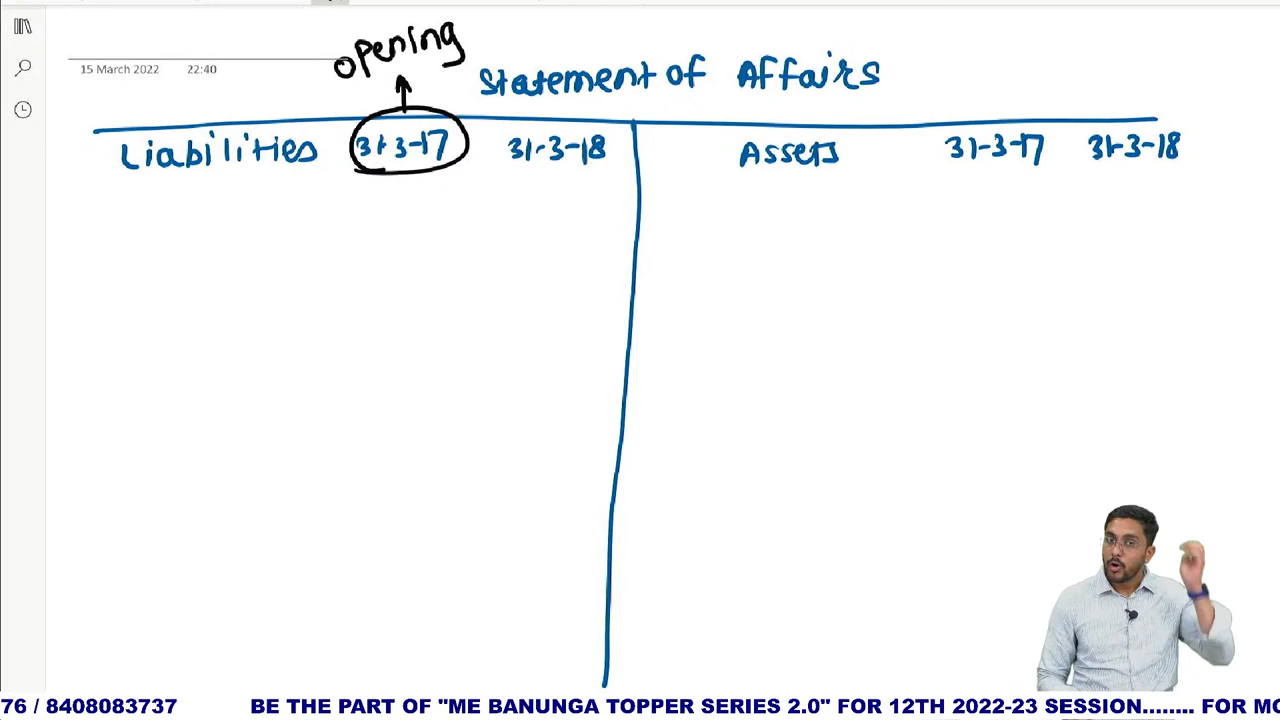 opening
15 March 2022 22:40
Statement of Affairs
Liabilities 31-3-17 31-3-18 Assets 31-3-17 31-3-18
76 / 8408083737 BE THE PART OF "ME BANUNGA TOPPER SERIES 2.0" FOR 12TH 2022-23 SESSION........ FOR MO